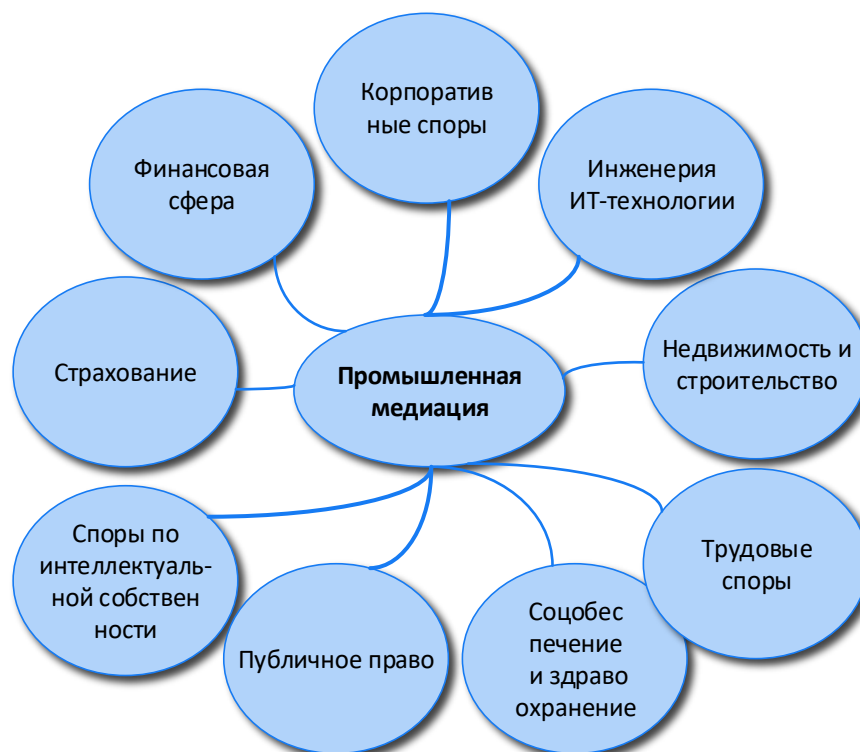 Корпоратив
ные споры
Финансовая
сфера
Инженерия
ИТ-технологии
Страхование
Промышленная
медиация
Недвижимость и
строительство
Споры по
интеллектуаль-
ной собствен
ности
Публичное право
Соцобес
печение
и здраво
охранение
Трудовые
споры